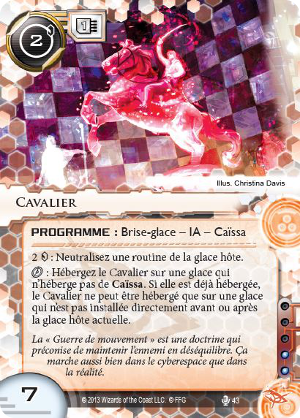 2
1
Illus. Christina Davis
CAVALIER
PROGRAMME : Brise-glace – IA – Caïssa
2 : Neutralisez une routine de la glace hôte.
: Hébergez le Cavalier sur une glace qui
n'héberge pas de Caïssa. Si elle est déjà hébergée,
le Cavalier ne peut être hébergé que sur une glace
qui n'est pas installée directement avant ou après
la glace hôte actuelle.
La « Guerre de mouvement » est une doctrine qui
préconise de maintenir l'ennemi en déséquilibre. Ça
marche aussi bien dans le cyberespace que dans
la réalité.
7
© 2013 Wizards of the Coast LLC. © FFG
43